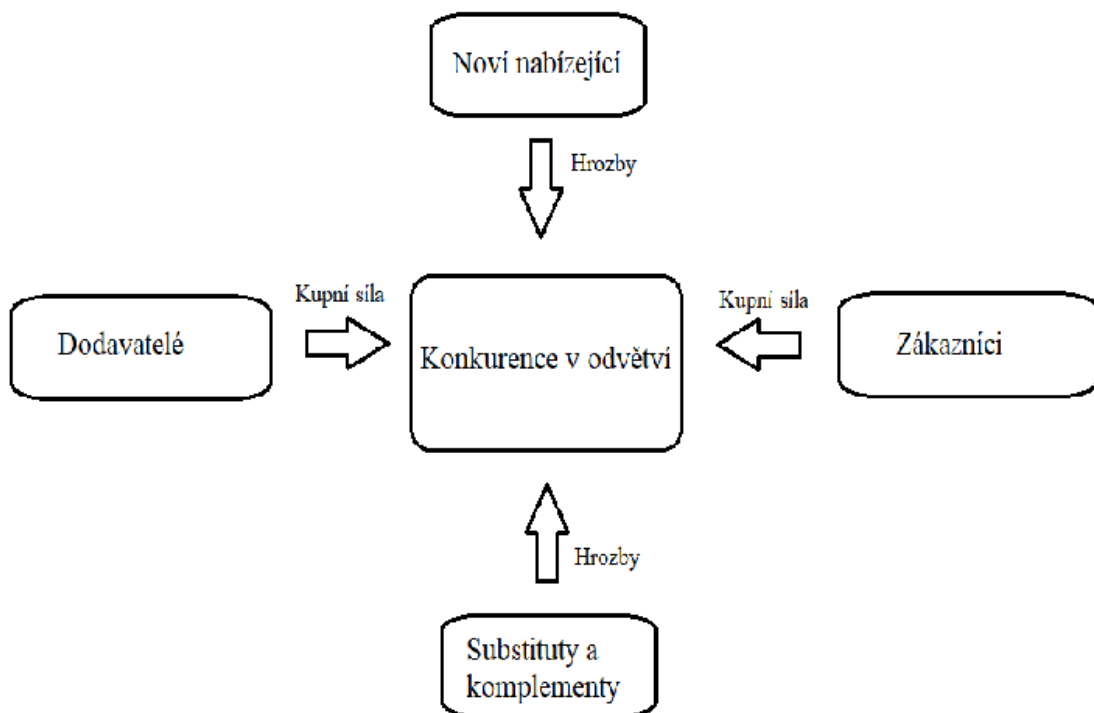 Noví nabízející
Hrozby
Kupní síla
Kupní síla
Dodavatelé
Konkurence v odvětví
Zákazníci
Hrozby
Substituty a
komplementy